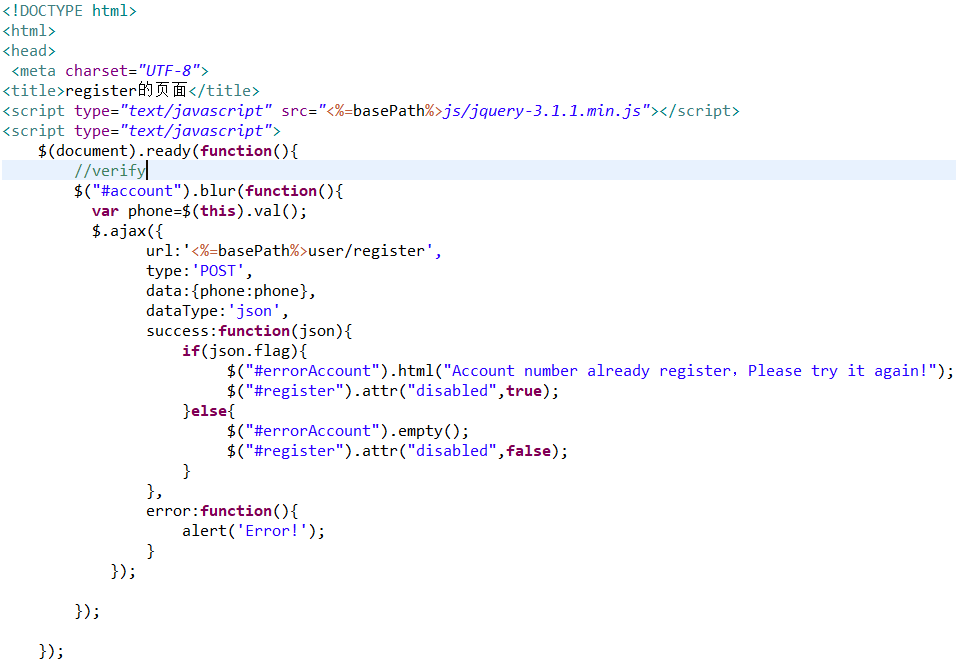 <!DOCTYPE html>
<html>
<head>
<meta charset="UTF-8">
<title>register的页面</title>
<script type="text/javascript" src="<%=basePath%>js/jquery-3.1.1.min.js"></script>
<script type="text/javascript">
$(document).ready(function(){
//verify
$("#account").blur(function(){
var phone=$(this).val();
$.ajax({
url:'<%=basePath%>user/register',
type:'POST',
data:{phone:phone},
dataType:'json',
success:function(json){
if(json.flag){
$("#errorAccount").html("Account number already register，Please try it again!");
$("#register").attr("disabled",true);
}else{
$("#errorAccount").empty();
$("#register").attr("disabled",false);
}
},
error:function(){
alert('Error!');
}
});
});
});